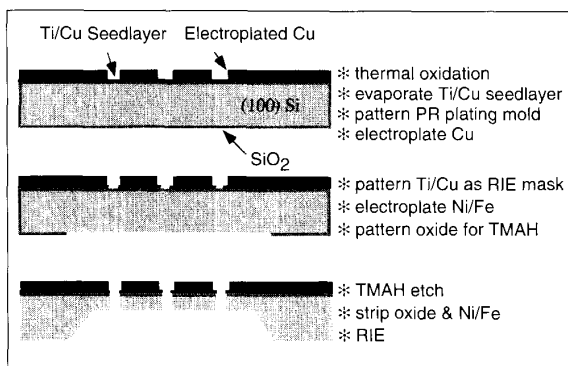 Ti/Cu Seedlayer
Electroplated Cu
(100) Si
SiO₂
✻ thermal oxidation
✻ evaporate Ti/Cu seedlayer
✻ pattern PR plating mold
✻ electroplate Cu
✻ pattern Ti/Cu as RIE mask
✻ electroplate Ni/Fe
✻ pattern oxide for TMAH
✻ TMAH etch
✻ strip oxide & Ni/Fe
✻ RIE